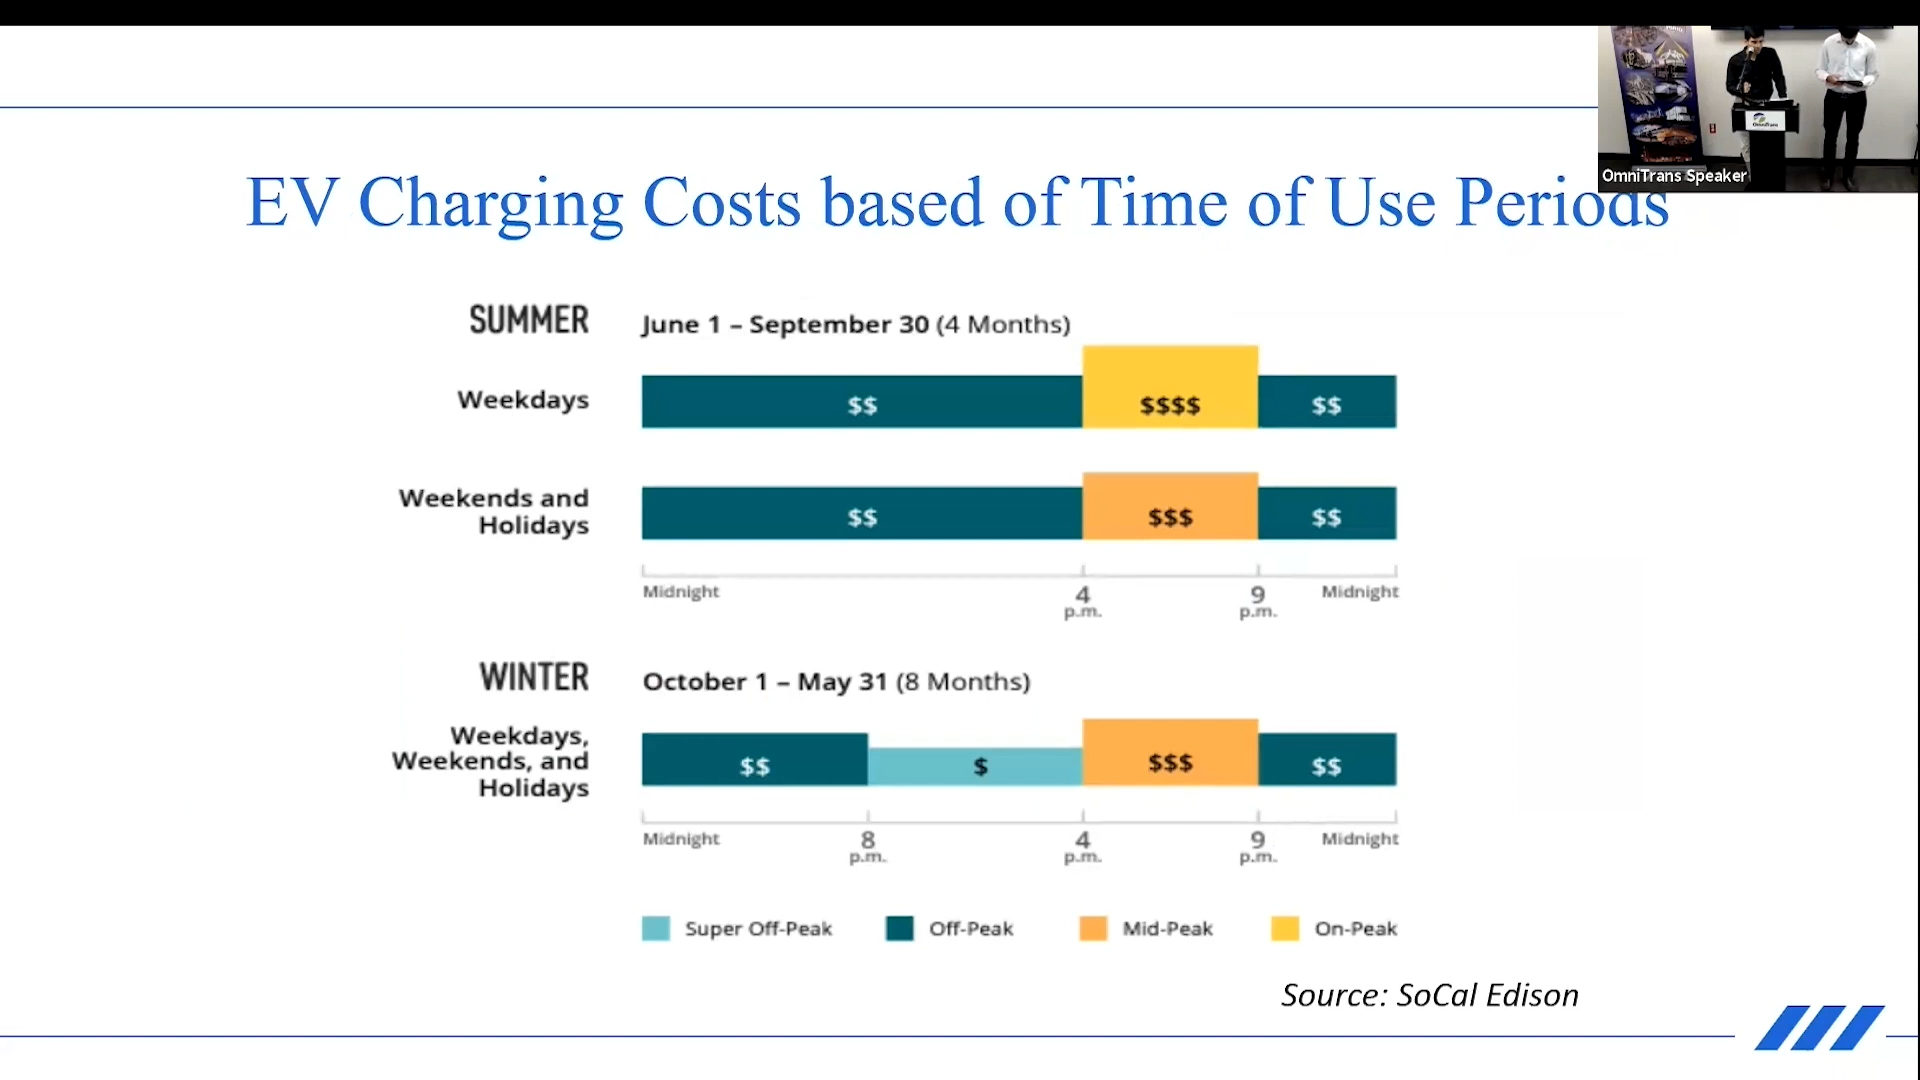 OmniTrans Speaker
EV Charging Costs based of Time of Use Periods
SUMMER
June 1 – September 30 (4 Months)
Weekdays
$$
$$$$
$$
Weekends and
Holidays
$$
$$$
$$
Midnight
4
p.m.
9
p.m.
Midnight
WINTER
October 1 – May 31 (8 Months)
Weekdays,
Weekends, and
Holidays
$$
$
$$$
$$
Midnight
8
p.m.
4
p.m.
9
p.m.
Midnight
Super Off-Peak
Off-Peak
Mid-Peak
On-Peak
Source: SoCal Edison